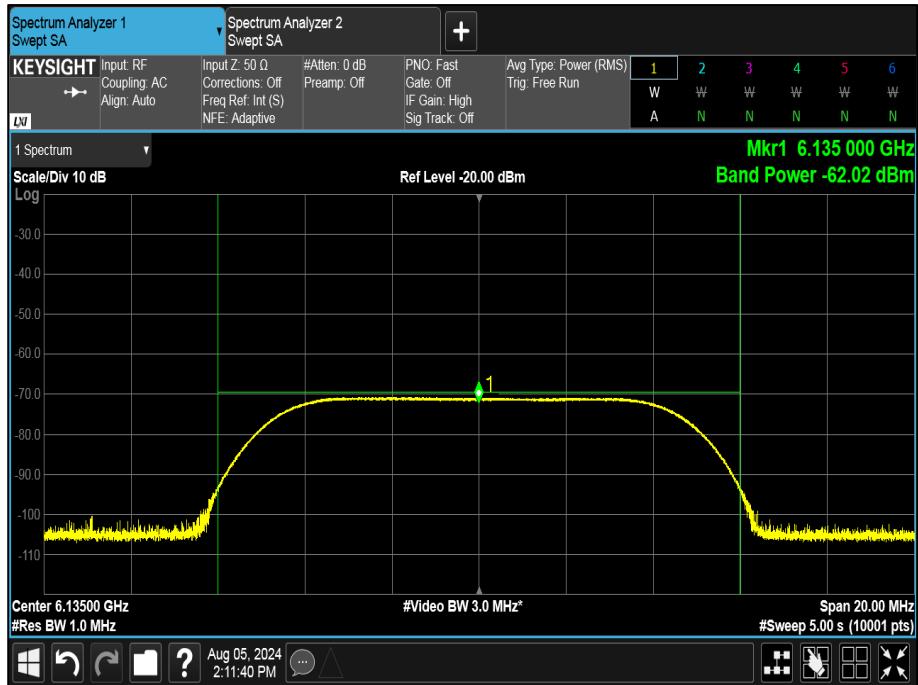 Spectrum Analyzer 1
Swept SA
Spectrum Analyzer 2
Swept SA
+
KEYSIGHT
LXI
Input: RF
Coupling: AC
Align: Auto
Input Z: 50 Ω
Corrections: Off
Freq Ref: Int (S)
NFE: Adaptive
#Atten: 0 dB
Preamp: Off
PNO: Fast
Gate: Off
IF Gain: High
Sig Track: Off
Avg Type: Power (RMS)
Trig: Free Run
1 2 3 4 5 6
W W W W W W
A N N N N N
1 Spectrum
Mkr1 6.135 000 GHz
Scale/Div 10 dB
Ref Level -20.00 dBm
Band Power -62.02 dBm
Log
-30.0
-40.0
-50.0
-60.0
1
-70.0
-80.0
-90.0
-100
-110
Center 6.13500 GHz
#Video BW 3.0 MHz*
Span 20.00 MHz
#Res BW 1.0 MHz
#Sweep 5.00 s (10001 pts)
?
Aug 05, 2024
2:11:40 PM